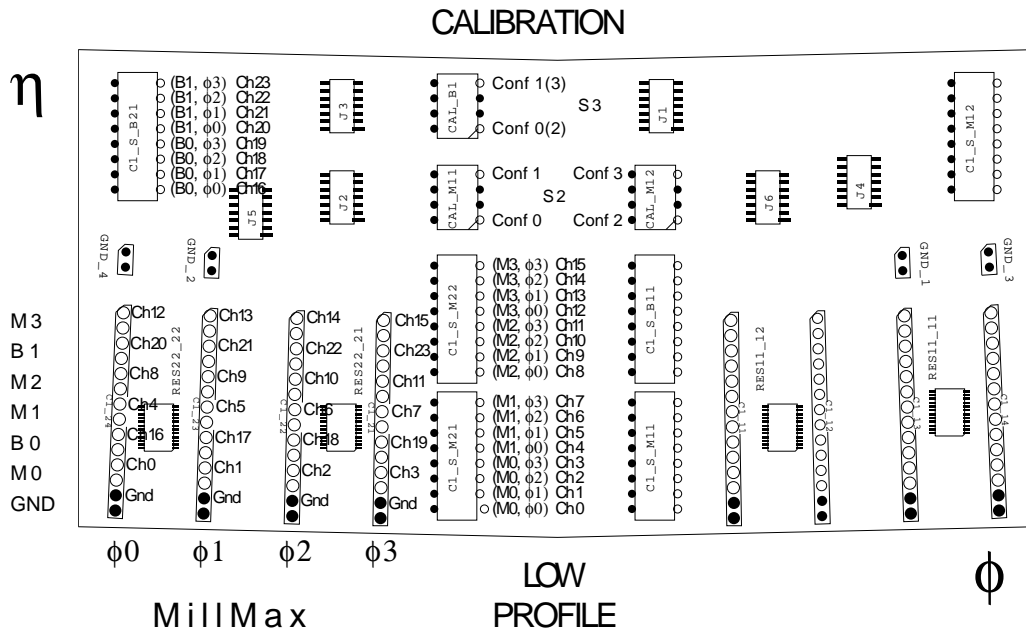 CALIBRATION
η
C1_S_B21
(B1, ϕ3) Ch23
(B1, ϕ2) Ch22
(B1, ϕ1) Ch21
(B1, ϕ0) Ch20
(B0, ϕ3) Ch19
(B0, ϕ2) Ch18
(B0, ϕ1) Ch17
(B0, ϕ0) Ch16
J3
CAL_B1
Conf 1(3)
S3
Conf 0(2)
J1
C1_S_M12
J5
J2
CAL_M11
Conf 1
S2
Conf 0
Conf 3
Conf 2
CAL_M12
J6
J4
GND_4
GND_2
GND_1
GND_3
C1_S_M22
(M3, ϕ3) Ch15
(M3, ϕ2) Ch14
(M3, ϕ1) Ch13
(M3, ϕ0) Ch12
(M2, ϕ3) Ch11
(M2, ϕ2) Ch10
(M2, ϕ1) Ch9
(M2, ϕ0) Ch8
C1_S_B11
C1_S_M21
(M1, ϕ3) Ch7
(M1, ϕ2) Ch6
(M1, ϕ1) Ch5
(M1, ϕ0) Ch4
(M0, ϕ3) Ch3
(M0, ϕ2) Ch2
(M0, ϕ1) Ch1
(M0, ϕ0) Ch0
C1_S_M11
M3
B1
M2
M1
B0
M0
GND
Ch12
Ch20
Ch8
Ch4
Ch16
Ch0
Gnd
C1_24
RES22_22
Ch13
Ch21
Ch9
Ch5
Ch17
Ch1
Gnd
C1_23
Ch14
Ch22
Ch10
Ch6
Ch18
Ch2
Gnd
C1_22
RES22_21
Ch15
Ch23
Ch11
Ch7
Ch19
Ch3
Gnd
C1_21
C1_11
RES11_12
C1_12
C1_13
RES11_11
C1_14
ϕ0
ϕ1
ϕ2
ϕ3
MillMax
LOW
PROFILE
ϕ